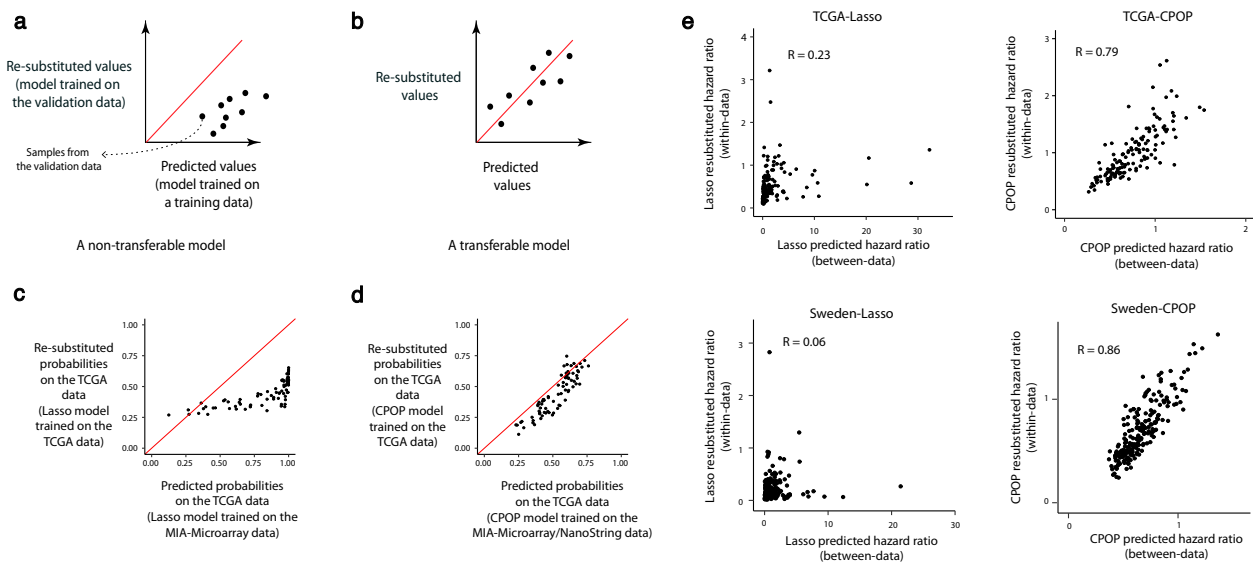 a
Re-substituted values
(model trained on
the validation data)
Samples from
the validation data
Predicted values
(model trained on
a training data)
A non-transferable model
b
Re-substituted
values
Predicted
values
A transferable model
c
Re-substituted
probabilities
on the TCGA
data
(Lasso model
trained on the
TCGA data)
1.00
0.75
0.50
0.25
0.00
0.00 0.25 0.50 0.75 1.00
Predicted probabilities
on the TCGA data
(Lasso model trained on the
MIA-Microarray data)
d
Re-substituted
probabilities
on the TCGA
data
(CPOP model
trained on the
TCGA data)
1.00
0.75
0.50
0.25
0.00
0.00 0.25 0.50 0.75 1.00
Predicted probabilities
on the TCGA data
(CPOP model trained on the
MIA-Microarray/NanoString data)
e
TCGA-Lasso
R = 0.23
Lasso resubstituted hazard ratio
(within-data)
4
3
2
1
0
0 10 20 30
Lasso predicted hazard ratio
(between-data)
TCGA-CPOP
R = 0.79
CPOP resubstituted hazard ratio
(within-data)
3
2
1
0
0 1 2
CPOP predicted hazard ratio
(between-data)
Sweden-Lasso
R = 0.06
Lasso resubstituted hazard ratio
(within-data)
3
2
1
0
0 10 20 30
Lasso predicted hazard ratio
(between-data)
Sweden-CPOP
R = 0.86
CPOP resubstituted hazard ratio
(within-data)
1
0
0 1
CPOP predicted hazard ratio
(between-data)